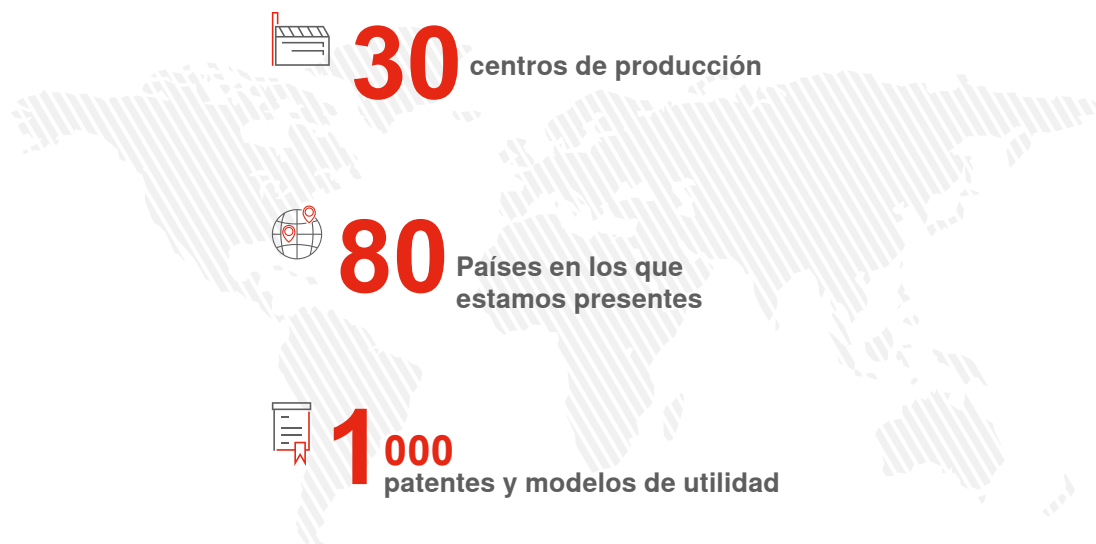 30 centros de producción
80 Países en los que
estamos presentes
1 000
patentes y modelos de utilidad